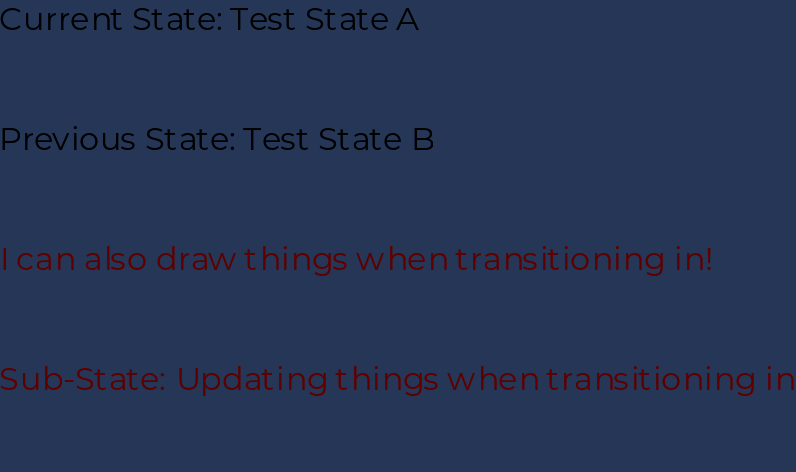 Current State: Test State A
Previous State: Test State B
I can also draw things when transitioning in!
Sub-State: Updating things when transitioning in